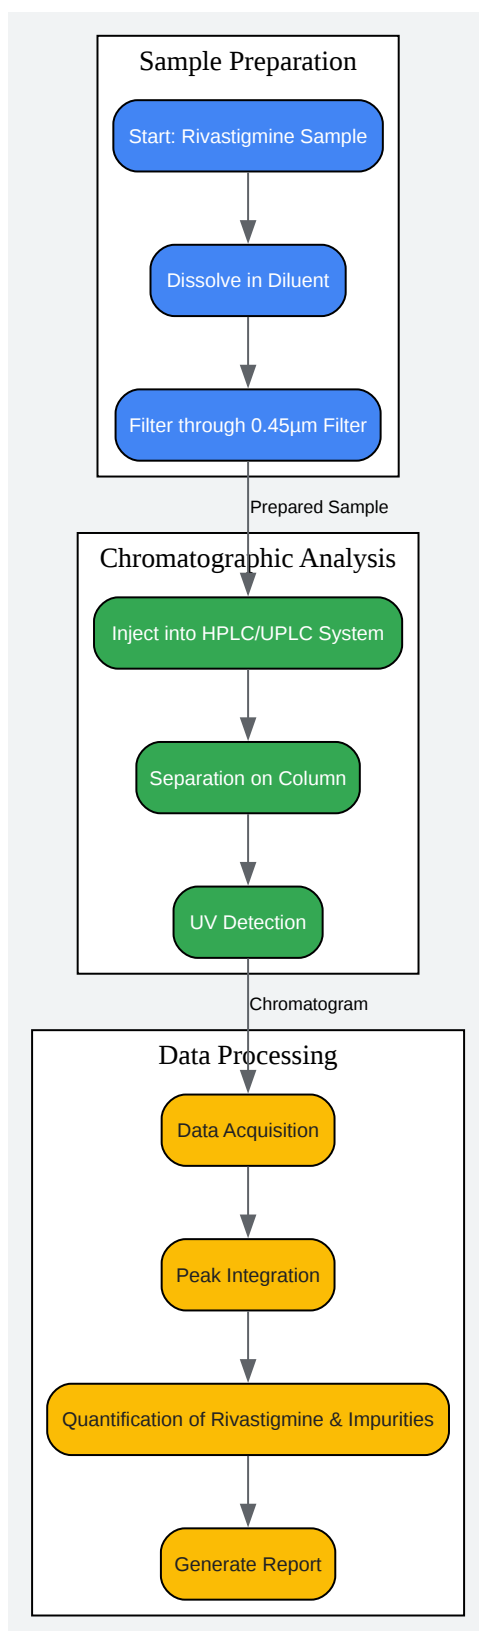 Sample Preparation
Start: Rivastigmine Sample
Dissolve in Diluent
Filter through 0.45µm Filter
Prepared Sample
Chromatographic Analysis
Inject into HPLC/UPLC System
Separation on Column
UV Detection
Chromatogram
Data Processing
Data Acquisition
Peak Integration
Quantification of Rivastigmine & Impurities
Generate Report